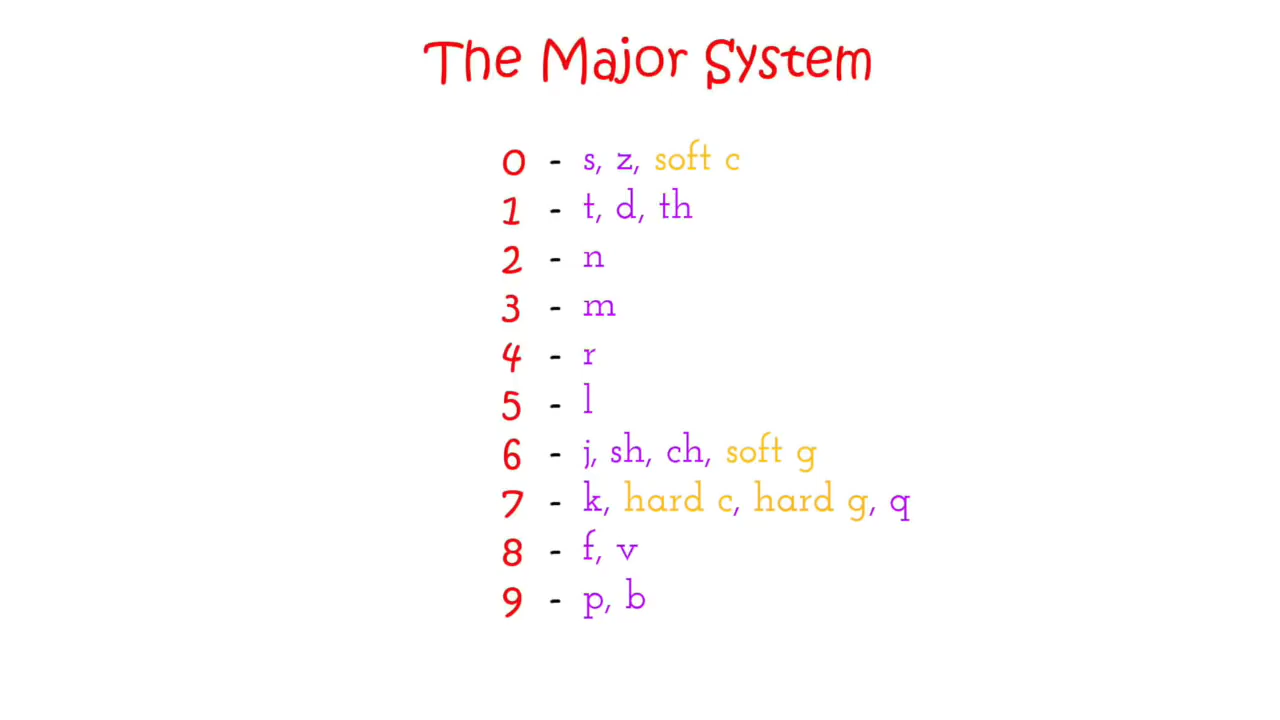 The Major System
0 - s, z, soft c
1 - t, d, th
2 - n
3 - m
4 - r
5 - l
6 - j, sh, ch, soft g
7 - k, hard c, hard g, q
8 - f, v
9 - p, b